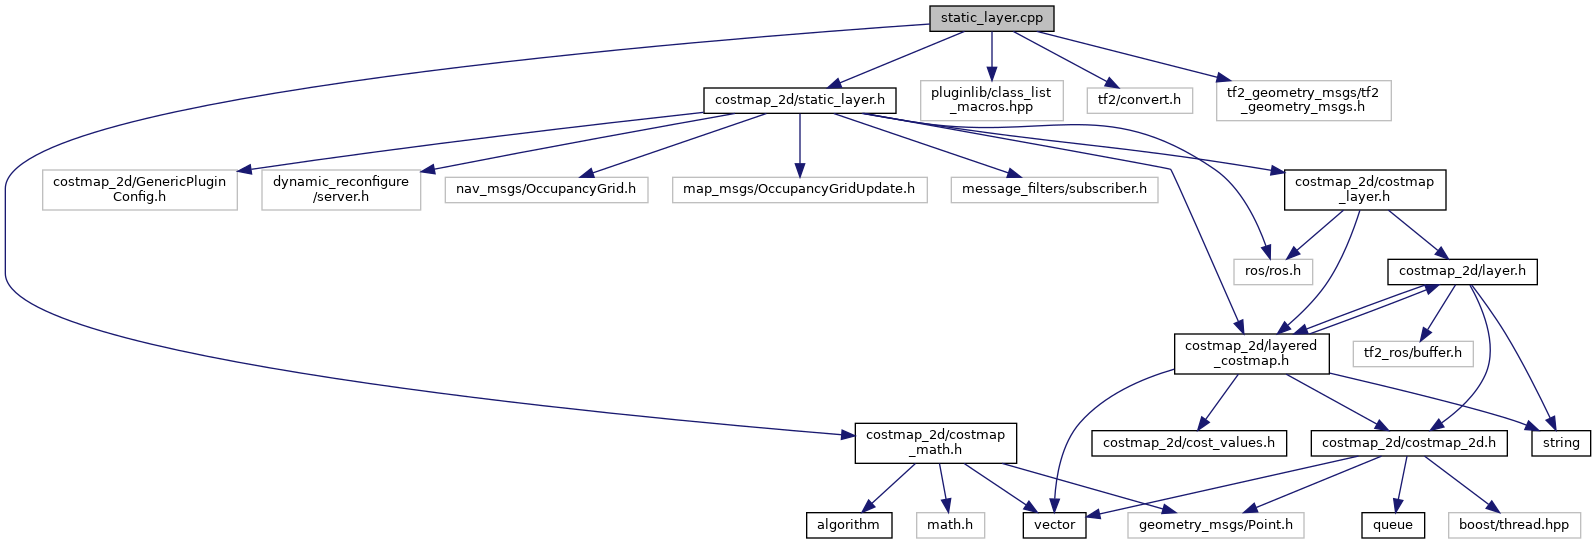 static_layer.cpp
costmap_2d/static_layer.h
pluginlib/class_list
_macros.hpp
tf2/convert.h
tf2_geometry_msgs/tf2
_geometry_msgs.h
costmap_2d/GenericPlugin
Config.h
dynamic_reconfigure
/server.h
nav_msgs/OccupancyGrid.h
map_msgs/OccupancyGridUpdate.h
message_filters/subscriber.h
costmap_2d/costmap
_layer.h
ros/ros.h
costmap_2d/layer.h
costmap_2d/layered
_costmap.h
tf2_ros/buffer.h
costmap_2d/costmap
_math.h
costmap_2d/cost_values.h
costmap_2d/costmap_2d.h
string
algorithm
math.h
vector
geometry_msgs/Point.h
queue
boost/thread.hpp